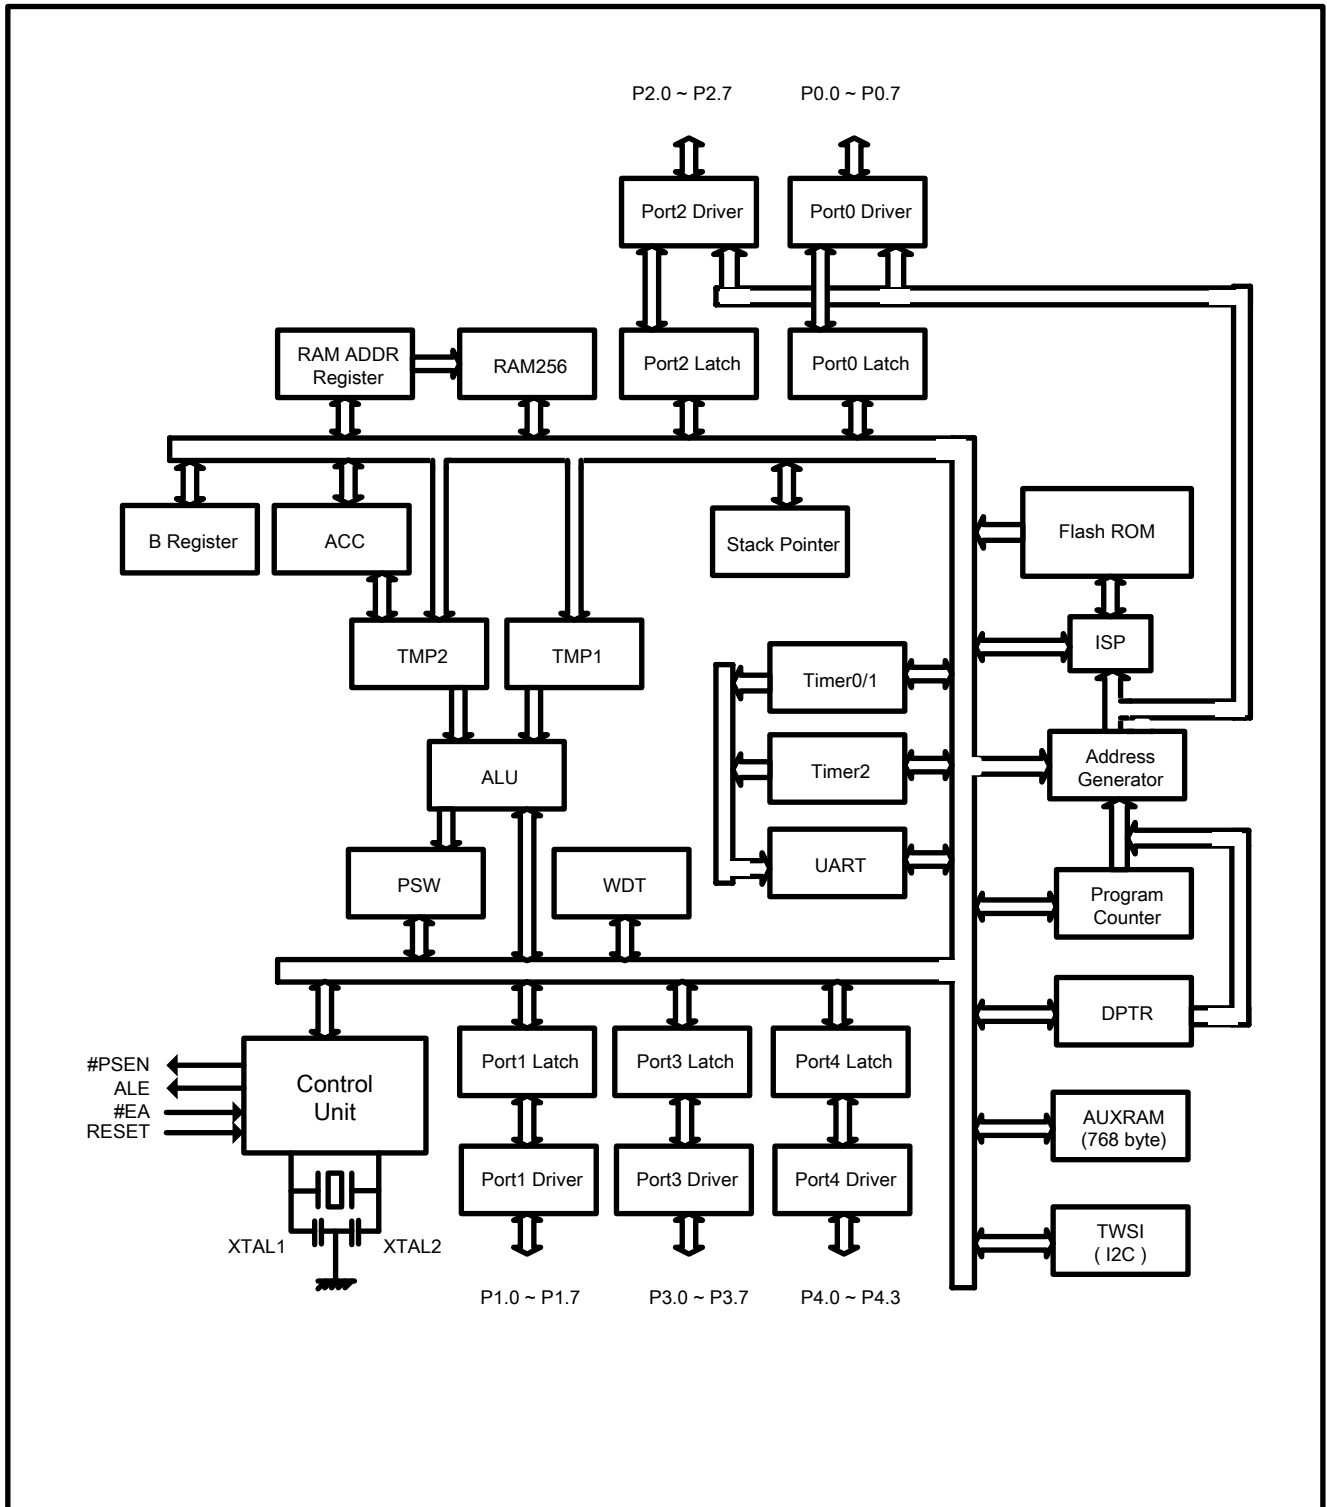 P2.0 ~ P2.7
P0.0 ~ P0.7
Port2 Driver
Port0 Driver
RAM ADDR
Register
RAM256
Port2 Latch
Port0 Latch
B Register
ACC
Stack Pointer
Flash ROM
TMP2
TMP1
ISP
Timer0/1
ALU
Timer2
Address
Generator
PSW
WDT
UART
Program
Counter
DPTR
#PSEN
ALE
#EA
RESET
Control
Unit
Port1 Latch
Port3 Latch
Port4 Latch
AUXRAM
(768 byte)
Port1 Driver
Port3 Driver
Port4 Driver
XTAL1
XTAL2
TWSI
( I2C )
P1.0 ~ P1.7
P3.0 ~ P3.7
P4.0 ~ P4.3